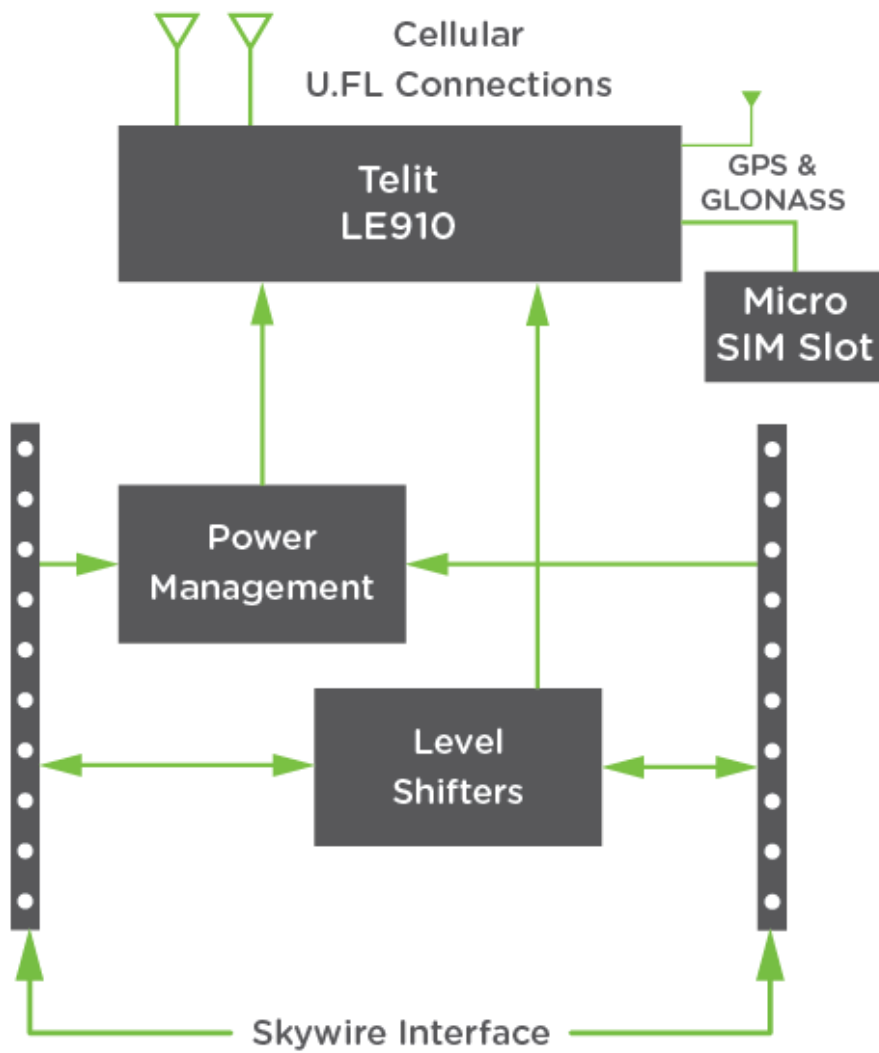 Cellular
U.FL Connections
Telit
LE910
GPS &
GLONASS
Micro
SIM Slot
Power
Management
Level
Shifters
Skywire Interface